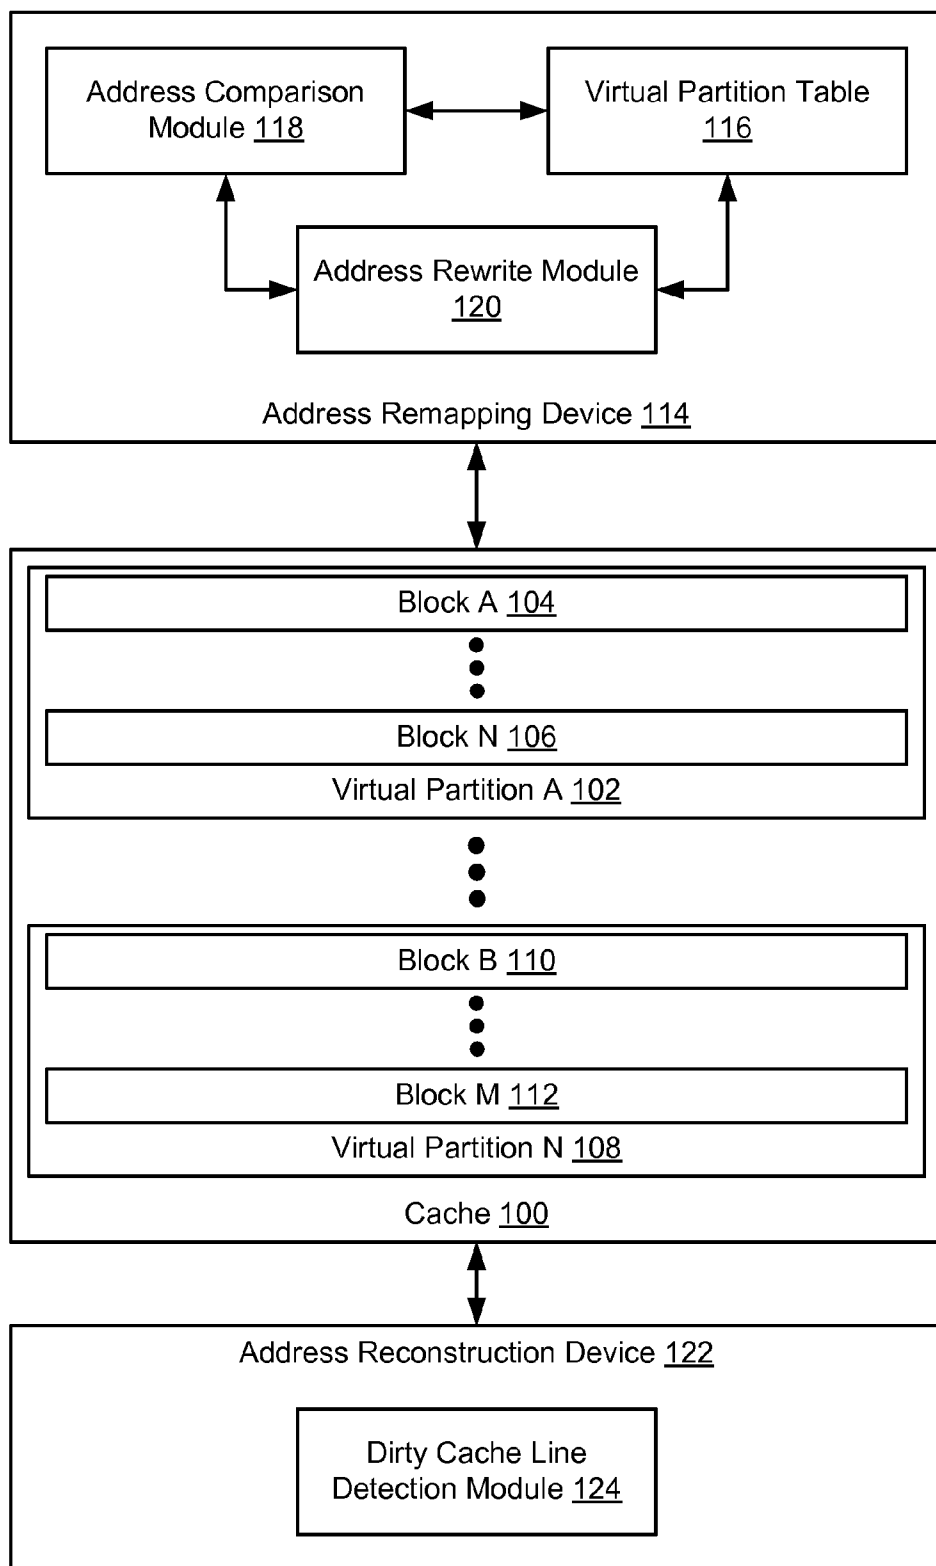 Address Comparison
Module 118
Virtual Partition Table
116
Address Rewrite Module
120
Address Remapping Device 114
Block A 104
Block N 106
Virtual Partition A 102
Block B 110
Block M 112
Virtual Partition N 108
Cache 100
Address Reconstruction Device 122
Dirty Cache Line
Detection Module 124